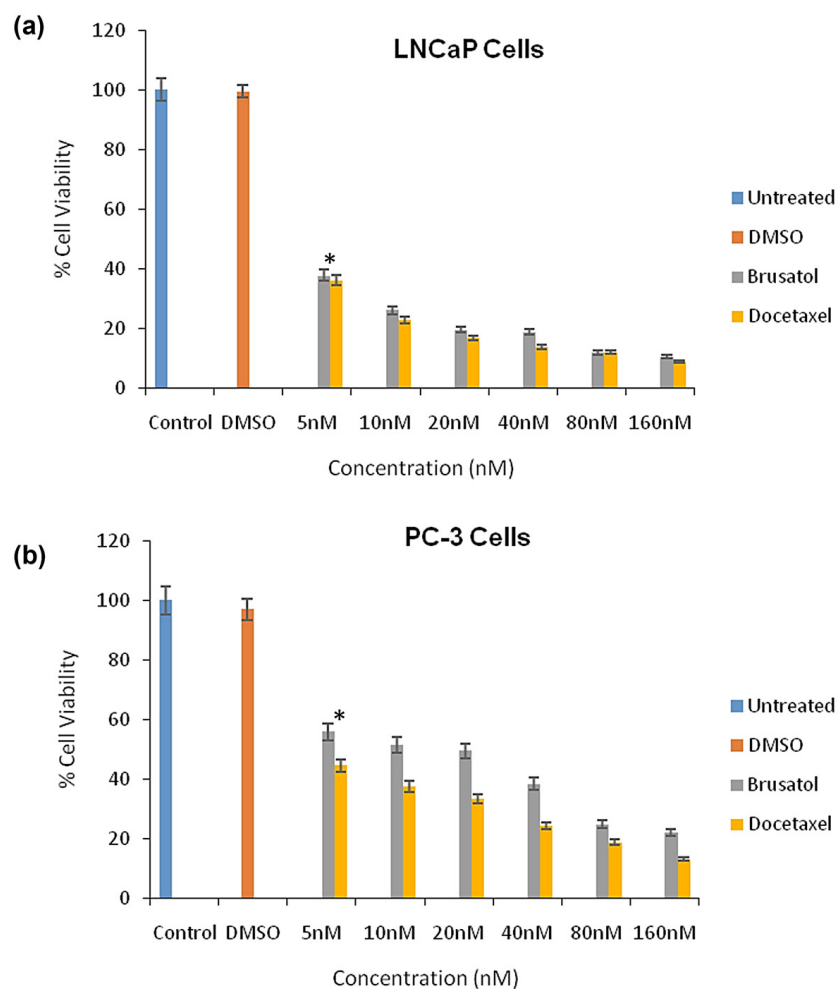 (a)
LNCaP Cells
120
100
80
60
40
20
0
% Cell Viability
*
Control DMSO 5nM 10nM 20nM 40nM 80nM 160nM
Concentration (nM)
Untreated
DMSO
Brusatol
Docetaxel
(b)
PC-3 Cells
120
100
80
60
40
20
0
% Cell Viability
*
Control DMSO 5nM 10nM 20nM 40nM 80nM 160nM
Concentration (nM)
Untreated
DMSO
Brusatol
Docetaxel